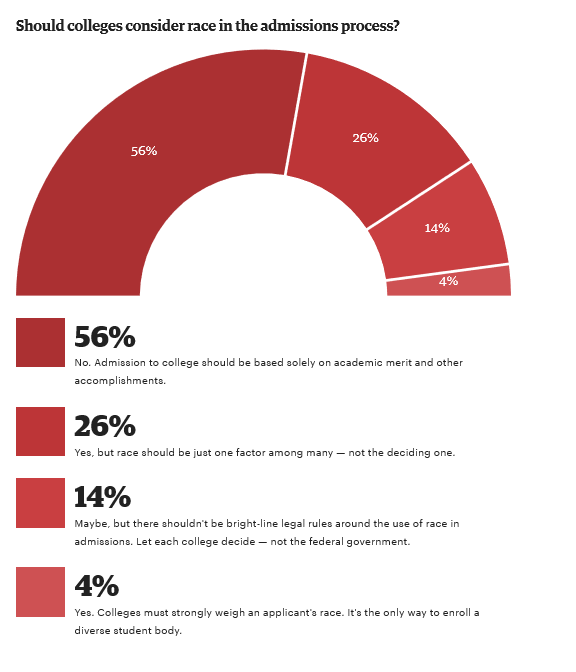 Should colleges consider race in the admissions process?
56%
26%
14%
4%
56%
No. Admission to college should be based solely on academic merit and other
accomplishments.
26%
Yes, but race should be just one factor among many — not the deciding one.
14%
Maybe, but there shouldn't be bright-line legal rules around the use of race in
admissions. Let each college decide — not the federal government.
4%
Yes. Colleges must strongly weigh an applicant's race. It's the only way to enroll a
diverse student body.